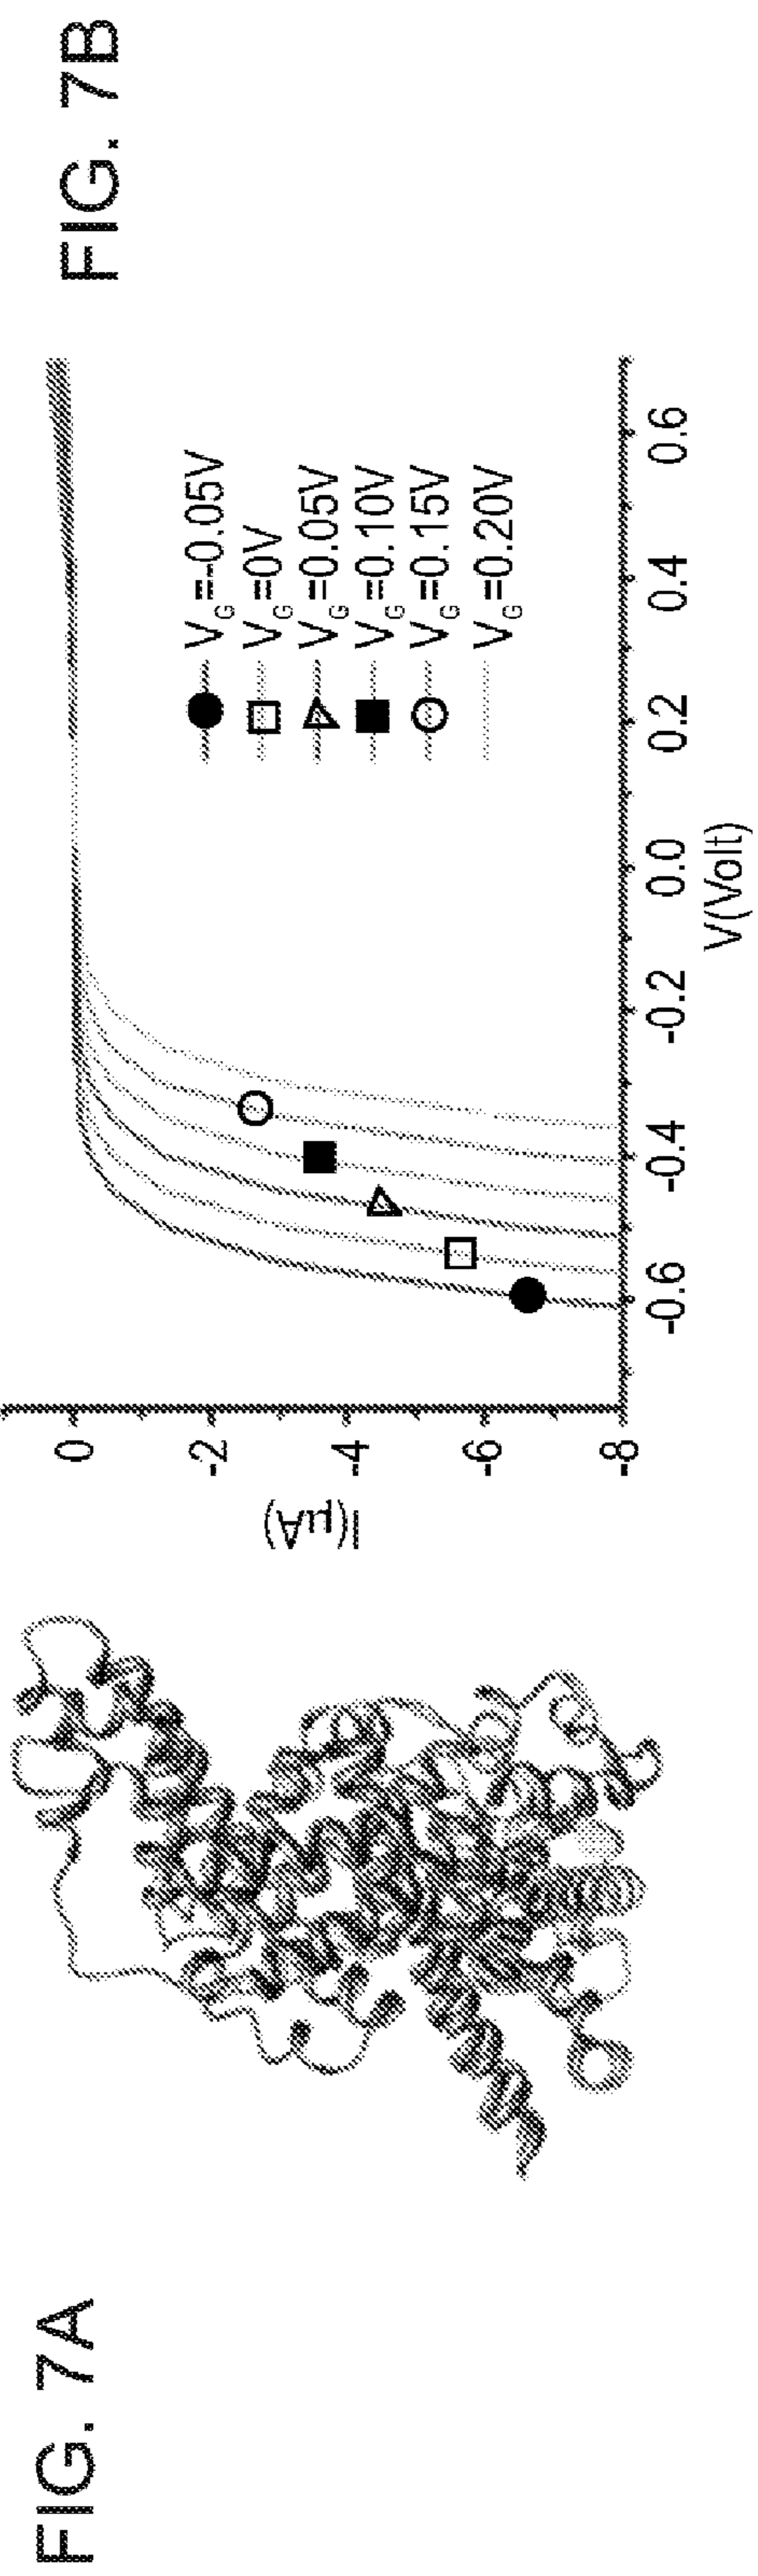 FIG. 7A
FIG. 7B
I(μA)
0
-2
-4
-6
-8
V_G=-0.05V
V_G=0V
V_G=0.05V
V_G=0.10V
V_G=0.15V
V_G=0.20V
-0.6 -0.4 -0.2 0.0 0.2 0.4 0.6
V(Volt)